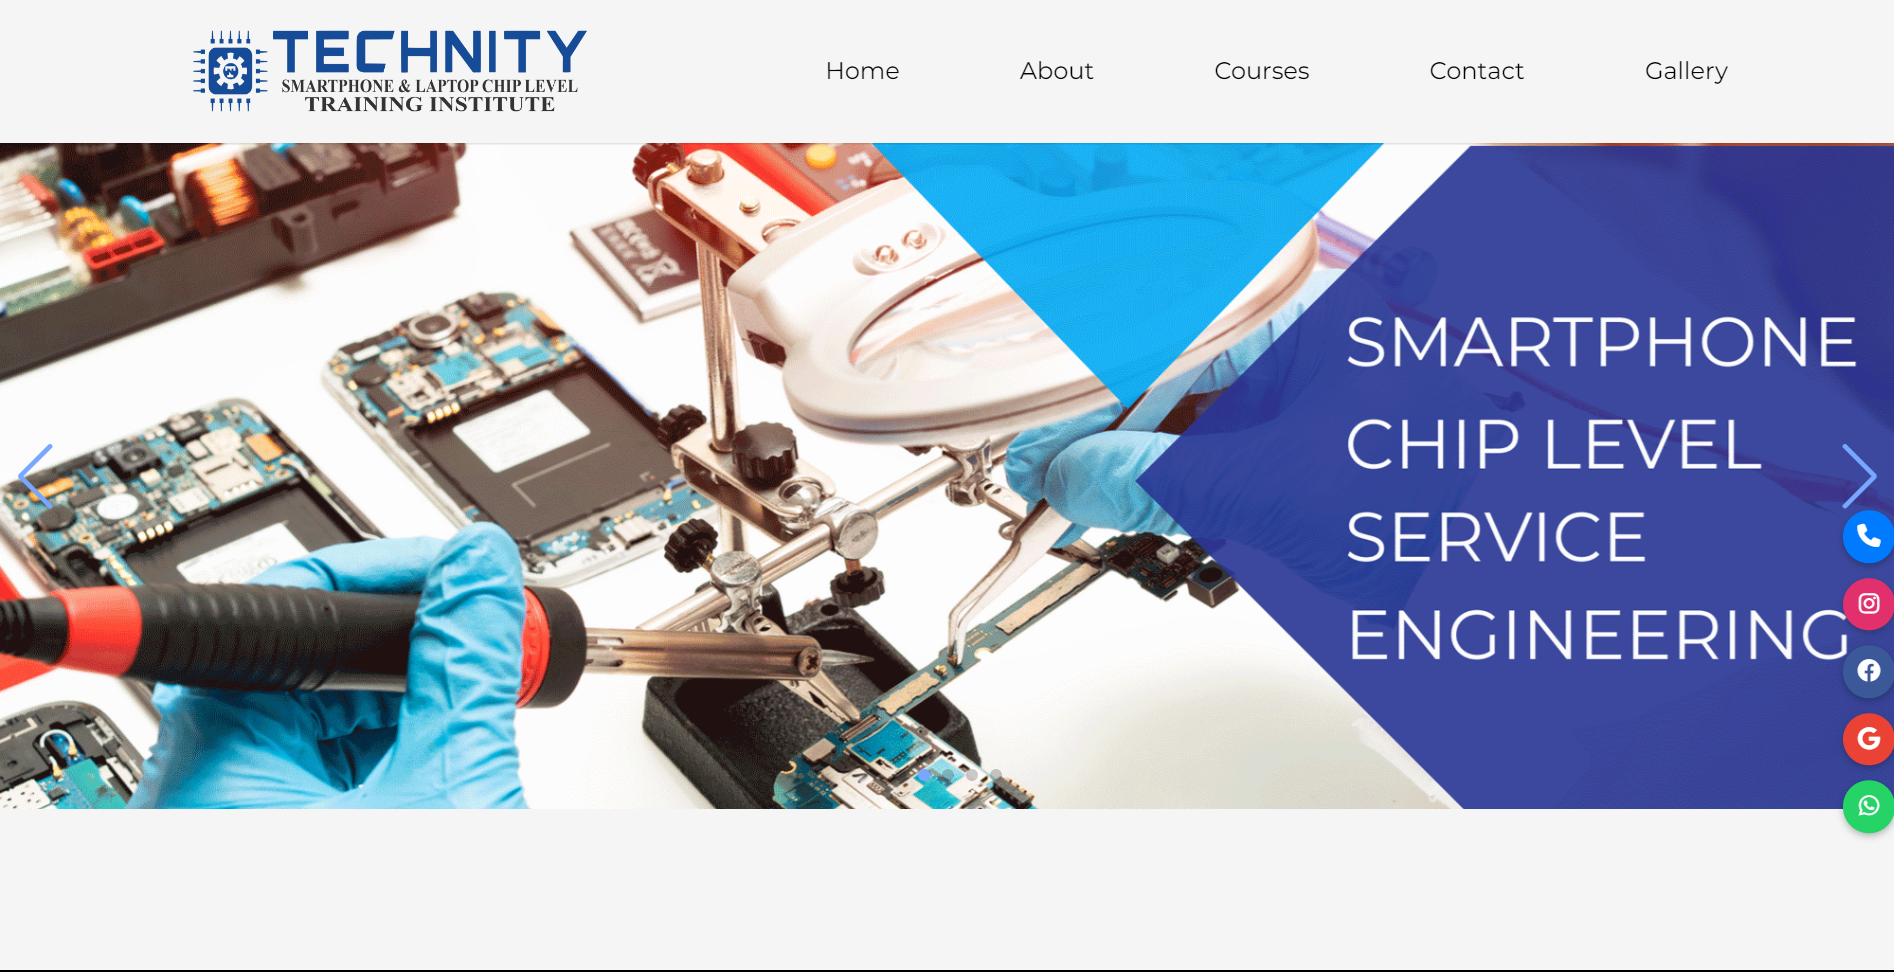 TECHNITY
SMARTPHONE & LAPTOP CHIP LEVEL
TRAINING INSTITUTE
Home
About
Courses
Contact
Gallery
SMARTPHONE
CHIP LEVEL
SERVICE
ENGINEERING